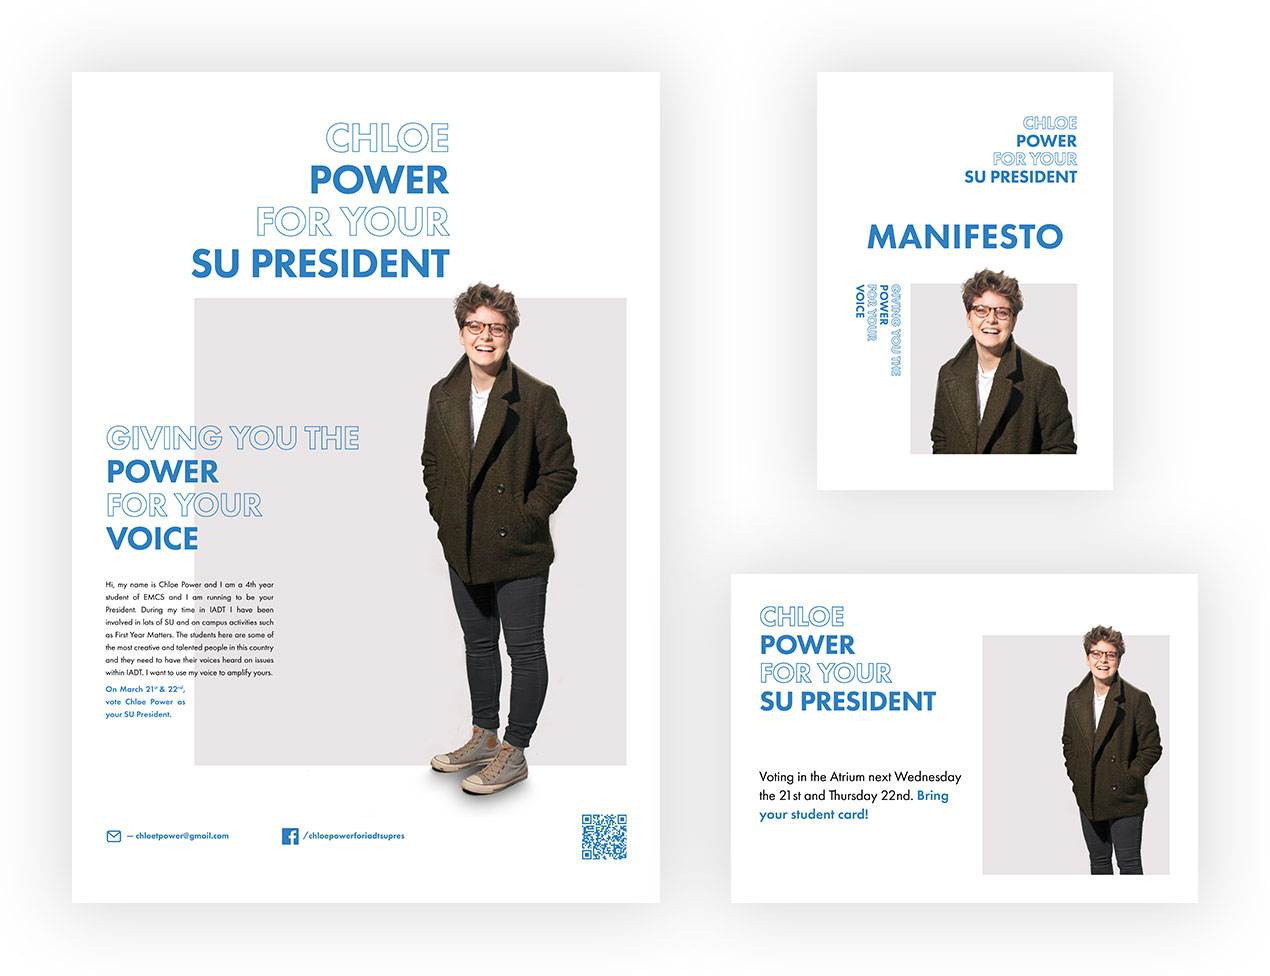 CHLOE
POWER
FOR YOUR
SU PRESIDENT
GIVING YOU THE
POWER
FOR YOUR
VOICE
Hi, my name is Chloe Power and I am a 4th year
student of EMCS and I am running to be your
President. During my time in IADT I have been
involved in lots of SU and on campus activities such
as First Year Matters. The students here are some of
the most creative and talented people in this country
and they need to have their voices heard on issues
within IADT. I want to use my voice to amplify yours.
On March 21st & 22nd,
vote Chloe Power as
your SU President.
— chloetpower@gmail.com
/chloepowerforiadtsupres
CHLOE
POWER
FOR YOUR
SU PRESIDENT
MANIFESTO
GIVING YOU THE
POWER
FOR YOUR
VOICE
CHLOE
POWER
FOR YOUR
SU PRESIDENT
Voting in the Atrium next Wednesday
the 21st and Thursday 22nd. Bring
your student card!